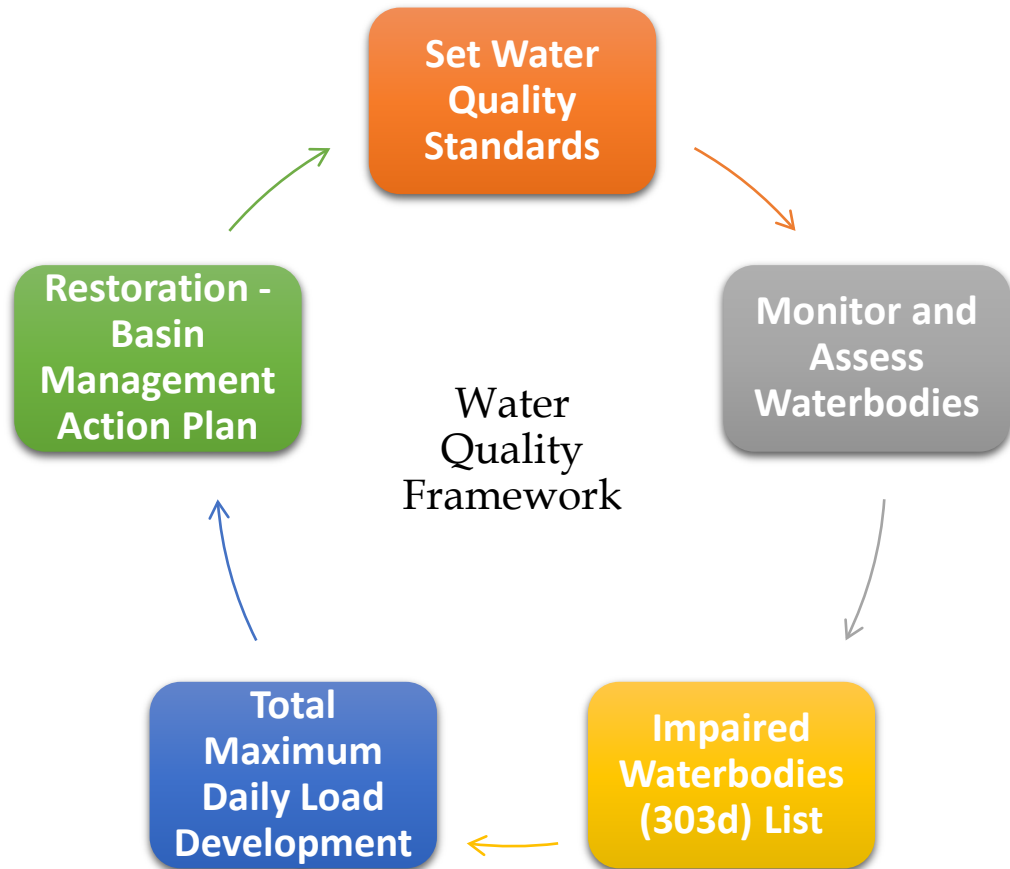 Set Water
Quality
Standards
Monitor and
Assess
Waterbodies
Impaired
Waterbodies
(303d) List
Total
Maximum
Daily Load
Development
Restoration -
Basin
Management
Action Plan
Water
Quality
Framework